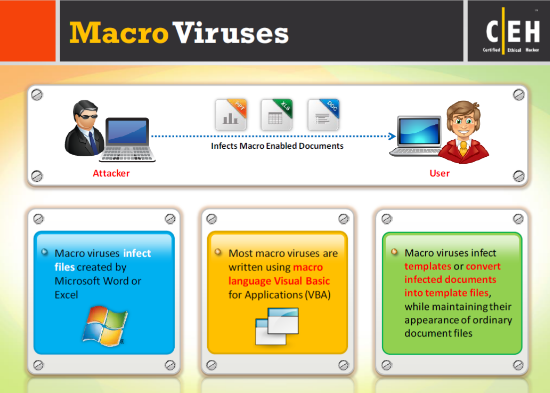 Macro Viruses
C|EH
TM
Certified Ethical Hacker
PPT
XLS
DOC
Infects Macro Enabled Documents
Attacker
User
Macro viruses infect
files created by
Microsoft Word or
Excel
Most macro viruses are
written using macro
language Visual Basic
for Applications (VBA)
Macro viruses infect
templates or convert
infected documents
into template files,
while maintaining their
appearance of ordinary
document files